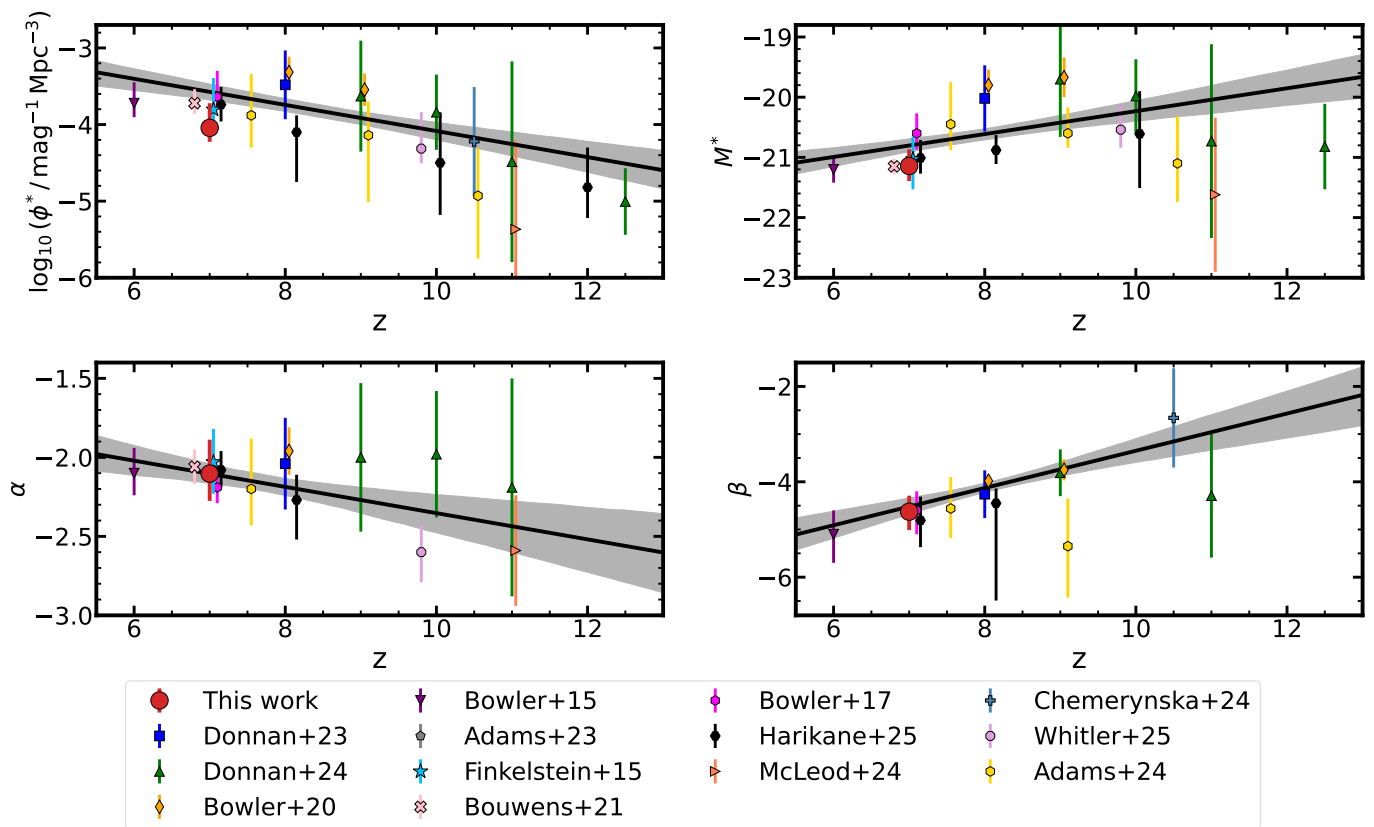 log₁₀ (ϕ* / mag⁻¹ Mpc⁻³)
−3
−4
−5
−6
6 8 10 12
z
M*
−19
−20
−21
−22
−23
6 8 10 12
z
α
−1.5
−2.0
−2.5
−3.0
6 8 10 12
z
β
−2
−4
−6
6 8 10 12
z
This work Bowler+15 Bowler+17 Chemerynska+24
Donnan+23 Adams+23 Harikane+25 Whitler+25
Donnan+24 Finkelstein+15 McLeod+24 Adams+24
Bowler+20 Bouwens+21